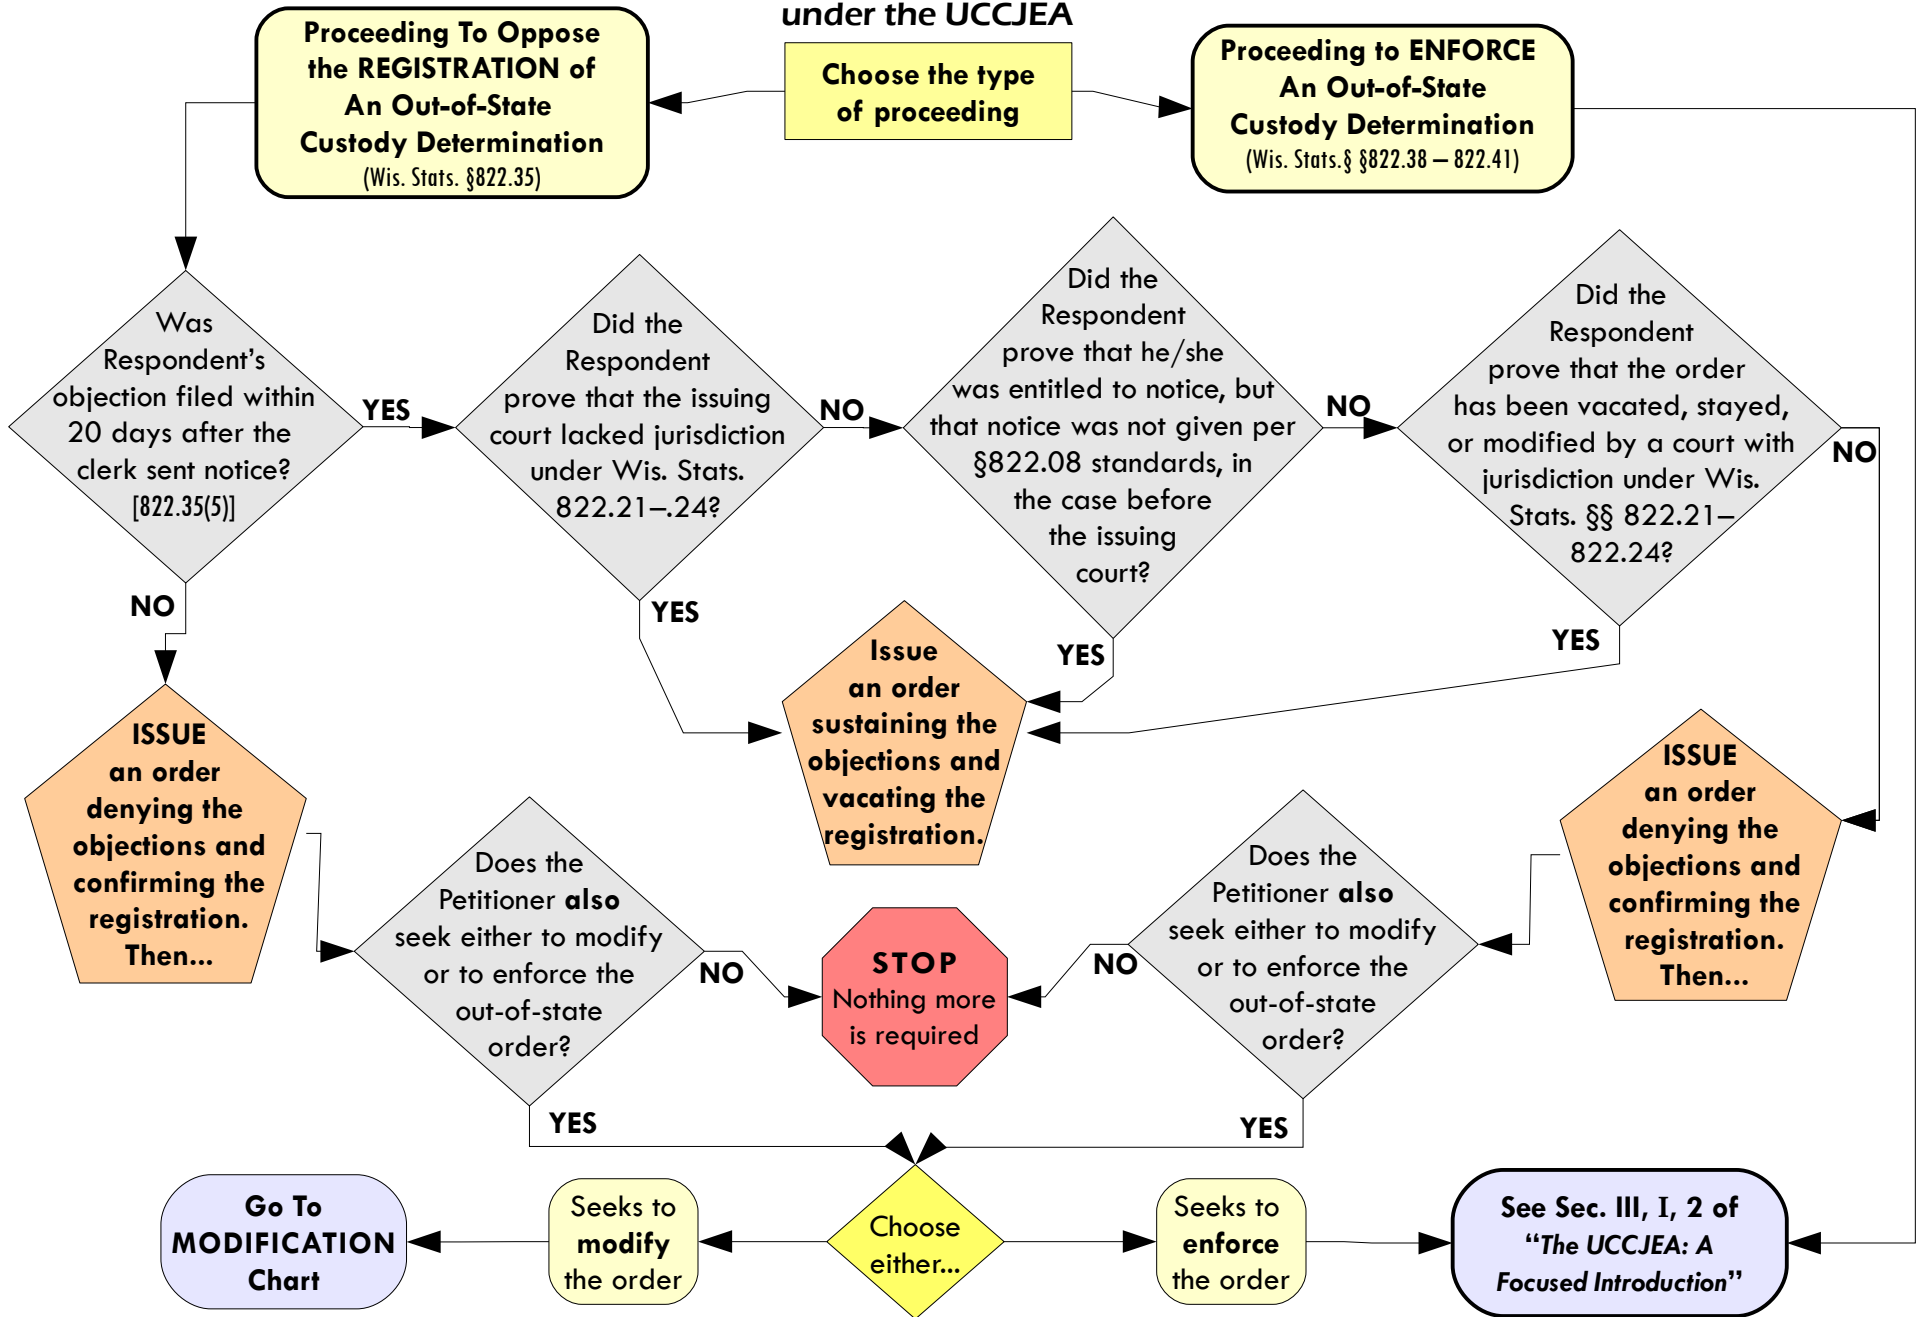 under the UCCJEA
Proceeding To Oppose
the REGISTRATION of
An Out-of-State
Custody Determination
(Wis. Stats. §822.35)
Choose the type
of proceeding
Proceeding to ENFORCE
An Out-of-State
Custody Determination
(Wis. Stats.§ §822.38 – 822.41)
Was
Respondent's
objection filed within
20 days after the
clerk sent notice?
[822.35(5)]
YES
NO
Did the
Respondent
prove that the issuing
court lacked jurisdiction
under Wis. Stats.
822.21–.24?
NO
YES
Did the
Respondent
prove that he/she
was entitled to notice, but
that notice was not given per
§822.08 standards, in
the case before
the issuing
court?
NO
YES
Did the
Respondent
prove that the order
has been vacated, stayed,
or modified by a court with
jurisdiction under Wis.
Stats. §§ 822.21–
822.24?
NO
YES
ISSUE
an order
denying the
objections and
confirming the
registration.
Then...
Issue
an order
sustaining the
objections and
vacating the
registration.
ISSUE
an order
denying the
objections and
confirming the
registration.
Then...
Does the
Petitioner also
seek either to modify
or to enforce the
out-of-state
order?
NO
YES
STOP
Nothing more
is required
Does the
Petitioner also
seek either to modify
or to enforce the
out-of-state
order?
NO
YES
Go To
MODIFICATION
Chart
Seeks to
modify
the order
Choose
either...
Seeks to
enforce
the order
See Sec. III, I, 2 of
“The UCCJEA: A
Focused Introduction”